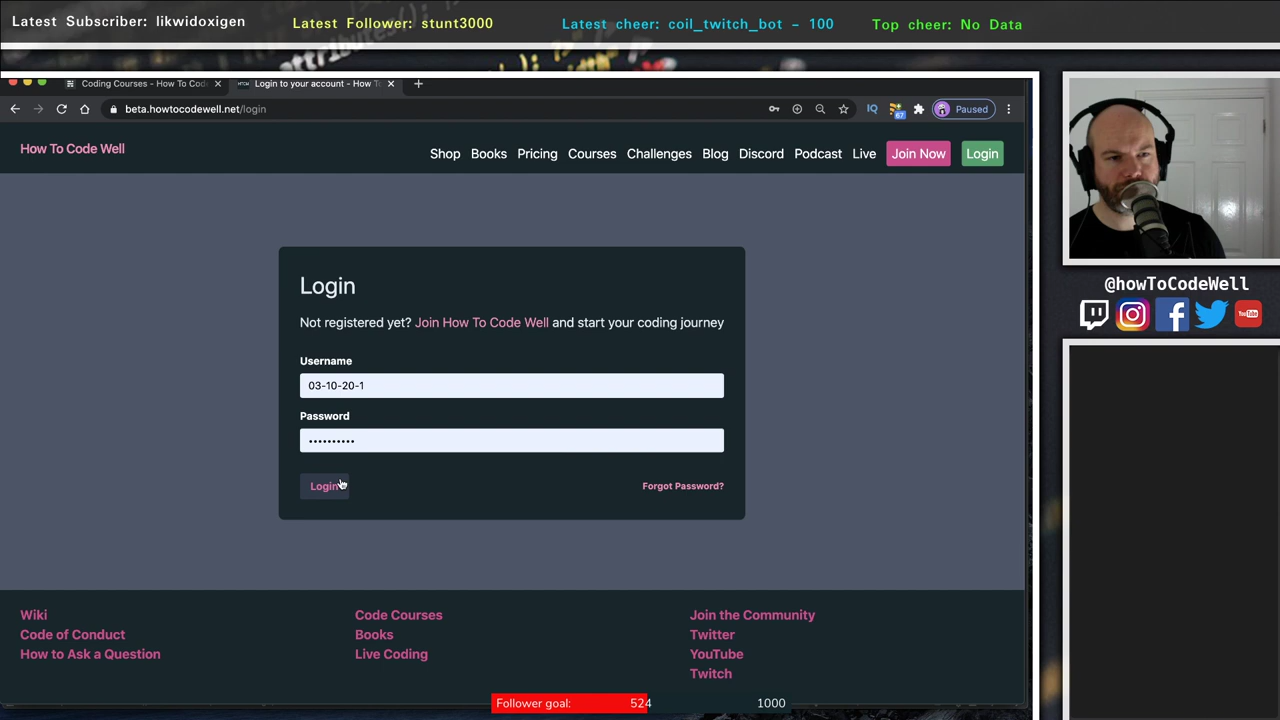 Latest Subscriber: likwidoxigen
Latest Follower: stunt3000
Latest cheer: coil_twitch_bot - 100
Top cheer: No Data
Coding Courses - How To Code
Login to your account - How T
beta.howtocodewell.net/login
IQ
67
Paused
How To Code Well
Shop
Books
Pricing
Courses
Challenges
Blog
Discord
Podcast
Live
Join Now
Login
@howToCodeWell
YouTube
Login
Not registered yet? Join How To Code Well and start your coding journey
Username
03-10-20-1
Password
••••••••••
Login
Forgot Password?
Wiki
Code of Conduct
How to Ask a Question
Code Courses
Books
Live Coding
Join the Community
Twitter
YouTube
Twitch
Follower goal:
524
1000